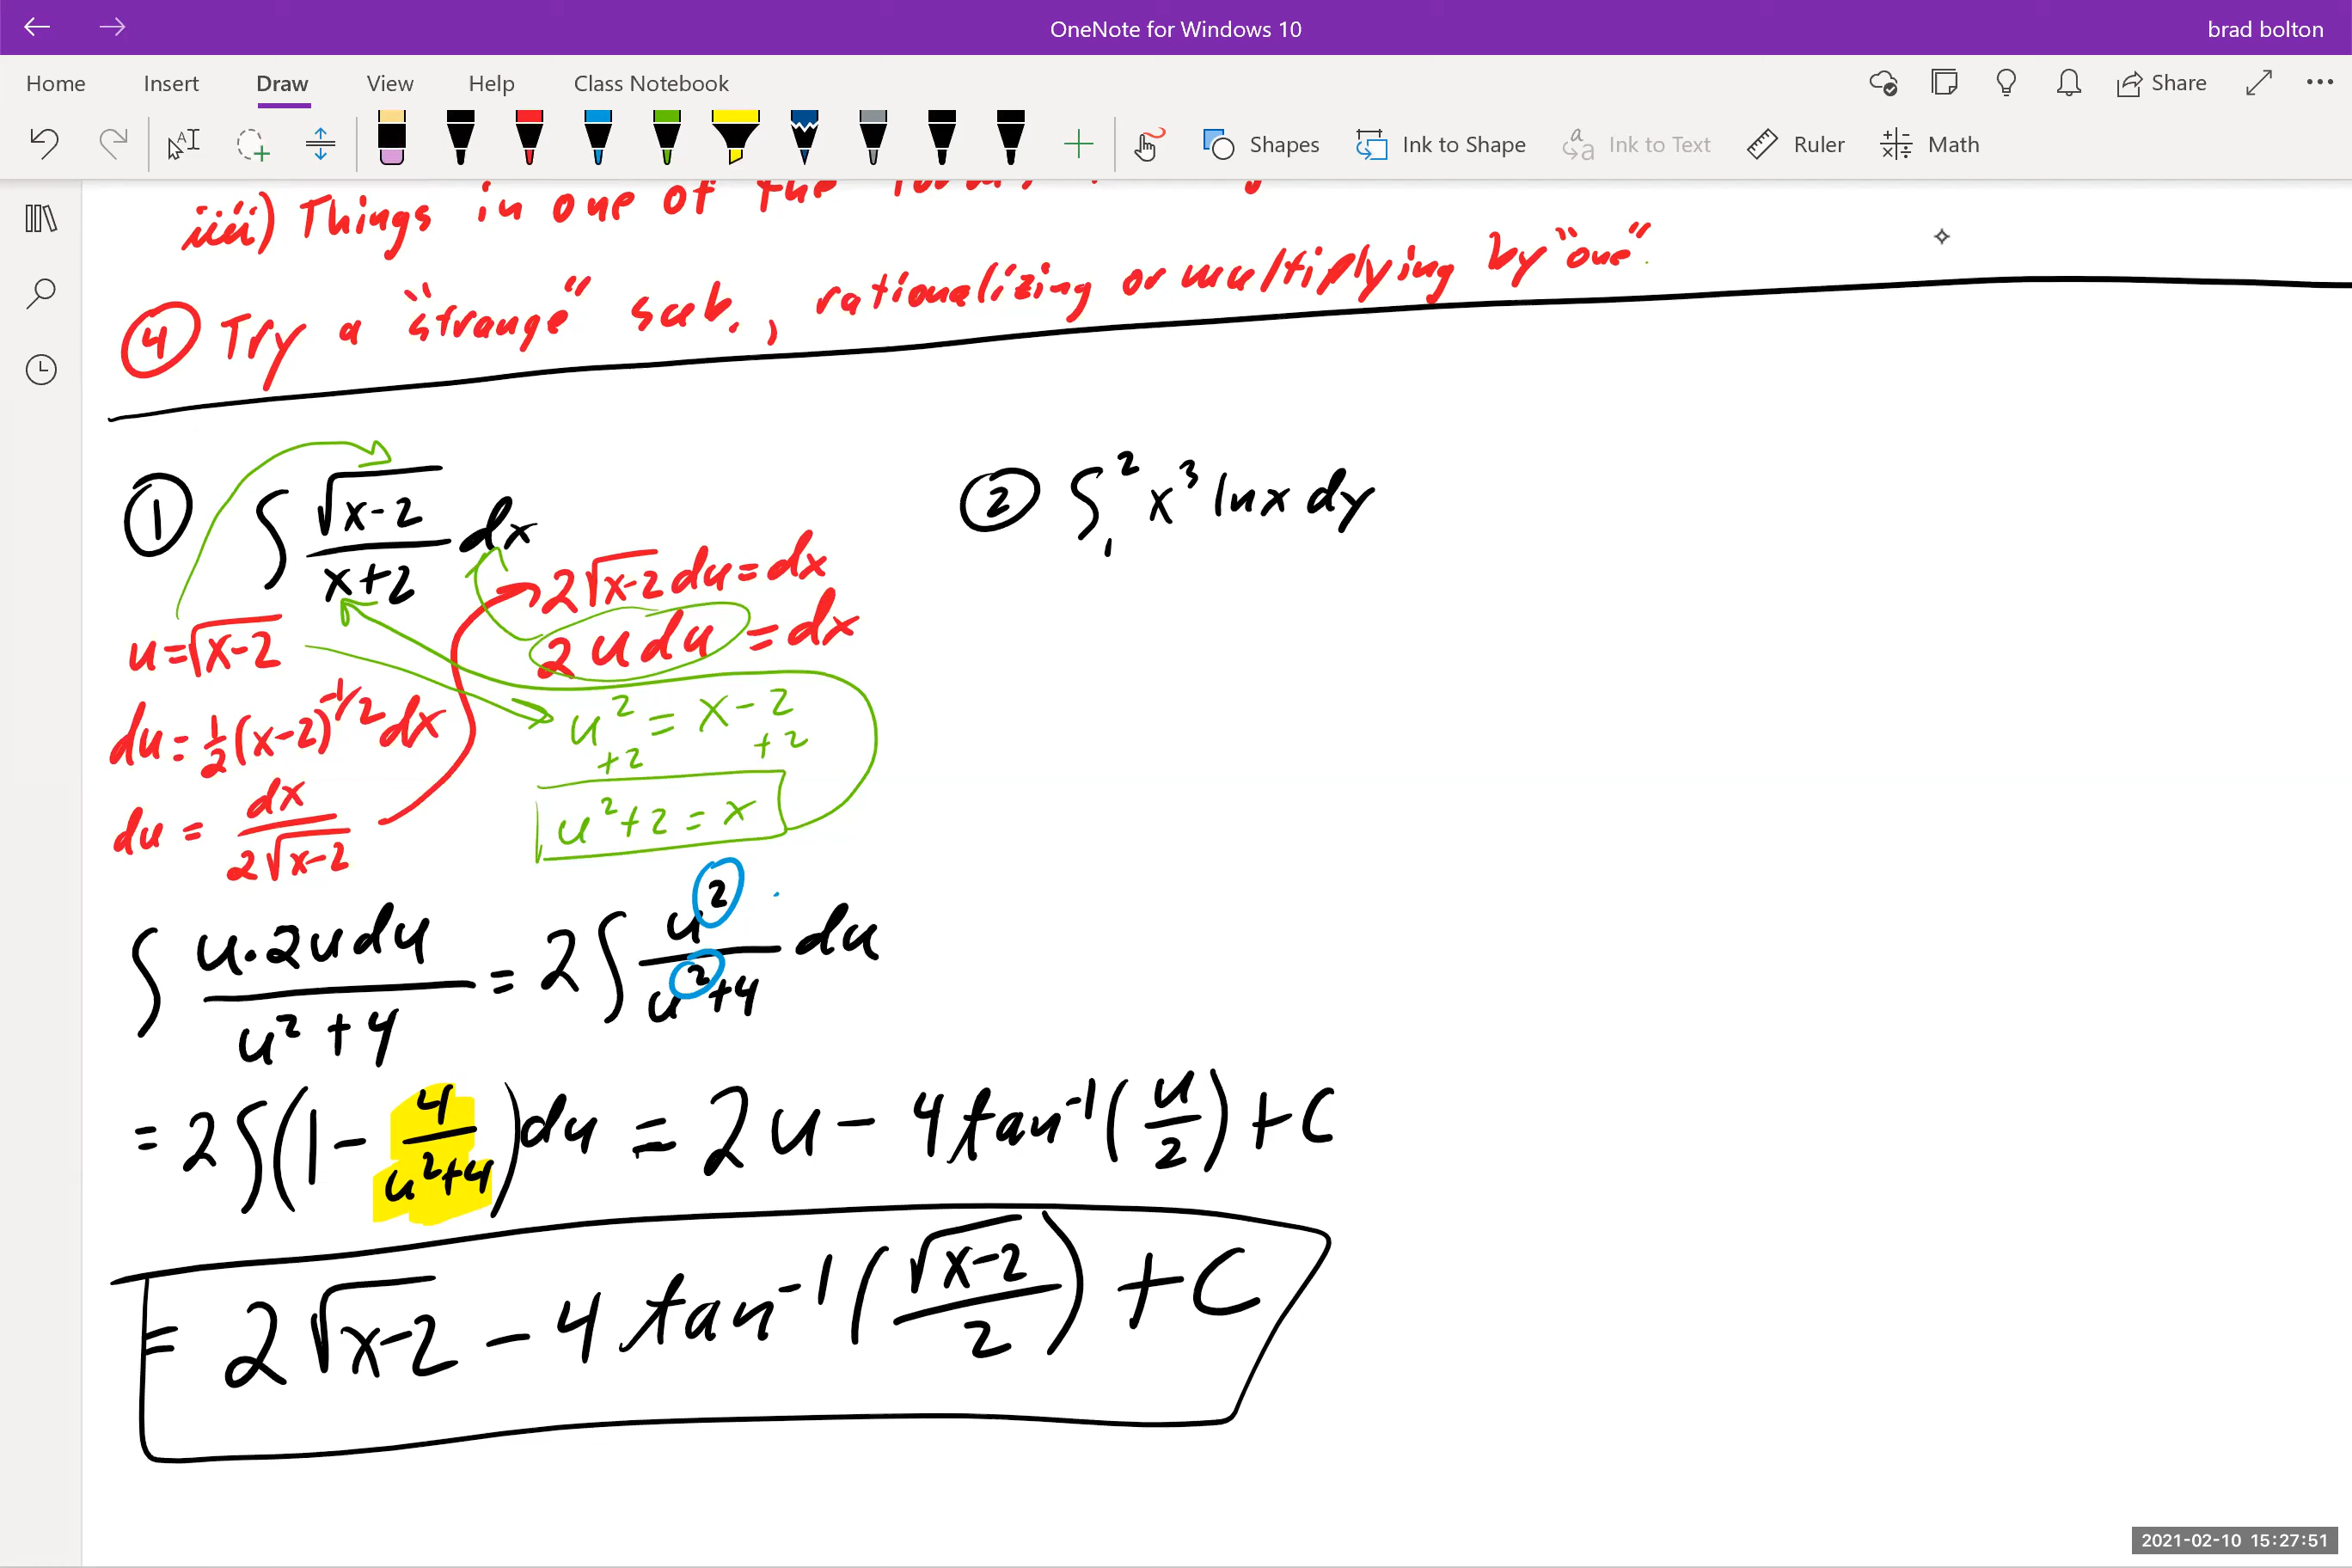 OneNote for Windows 10
brad bolton
Home Insert Draw View Help Class Notebook
Share
Shapes Ink to Shape Ink to Text Ruler Math
iiii) Things in one of the
④ Try a "strange" sub., rationalizing or multiplying by "one".
① ∫ √(x-2)/(x+2) dx
2√(x-2) du = dx
u = √(x-2)
2 u du = dx
du = 1/2 (x-2)^(-1/2) dx
u² = x-2
+2 +2
du = dx/(2√(x-2))
u²+2 = x
∫ u·2u du/(u²+4) = 2∫ u²/(u²+4) du
= 2∫(1 - 4/(u²+4)) du = 2u - 4tan⁻¹(u/2) + C
= 2√(x-2) - 4 tan⁻¹(√(x-2)/2) + C
② ∫₁² x³ ln x dy
2021-02-10 15:27:51